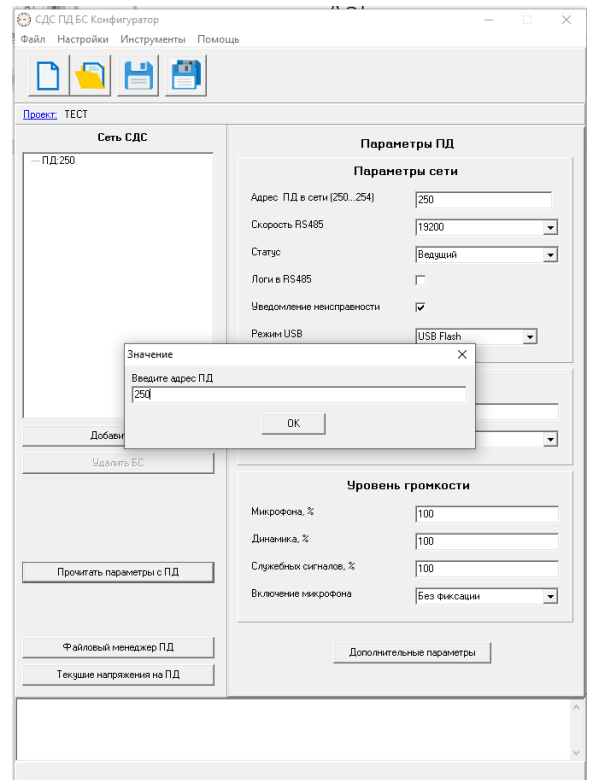 СДС ПД БС Конфигуратор
Файл Настройки Инструменты Помощь
Проект: ТЕСТ
Сеть СДС
ПД:250
Параметры ПД
Параметры сети
Адрес ПД в сети (250...254)
250
Скорость RS485
19200
Статус
Ведущий
Логи в RS485
Уведомление неисправности
Режим USB
USB Flash
Значение
Введите адрес ПД
250
OK
Добавит
Удалить БС
Уровень громкости
Микрофона, %
100
Динамика, %
100
Служебных сигналов, %
100
Включение микрофона
Без фиксации
Прочитать параметры с ПД
Файловый менеджер ПД
Текушие напряжения на ПД
Дополнительные параметры